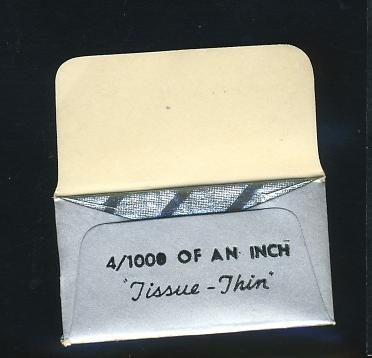 4/1000 OF AN INCH
"Tissue-Thin"